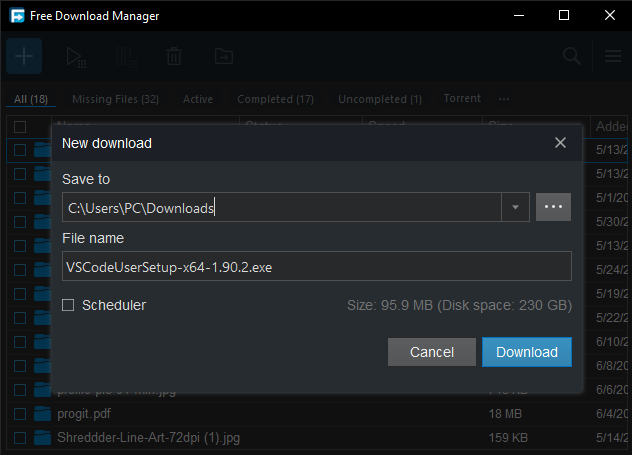 Free Download Manager
All (18) Missing Files (32) Active Completed (17) Uncompleted (1) Torrent ...
Name Status Speed Size Added
New download
5/13/2
Save to
5/13/2
C:\Users\PC\Downloads ...
5/1/20
5/30/2
File name
5/13/2
VSCodeUserSetup-x64-1.90.2.exe
5/24/2
5/19/2
Scheduler Size: 95.9 MB (Disk space: 230 GB)
5/22/2
6/10/2
Cancel Download
6/8/20
6/6/20
progit.pdf 18 MB 6/4/20
Shreddder-Line-Art-72dpi (1).jpg 159 KB 5/14/2